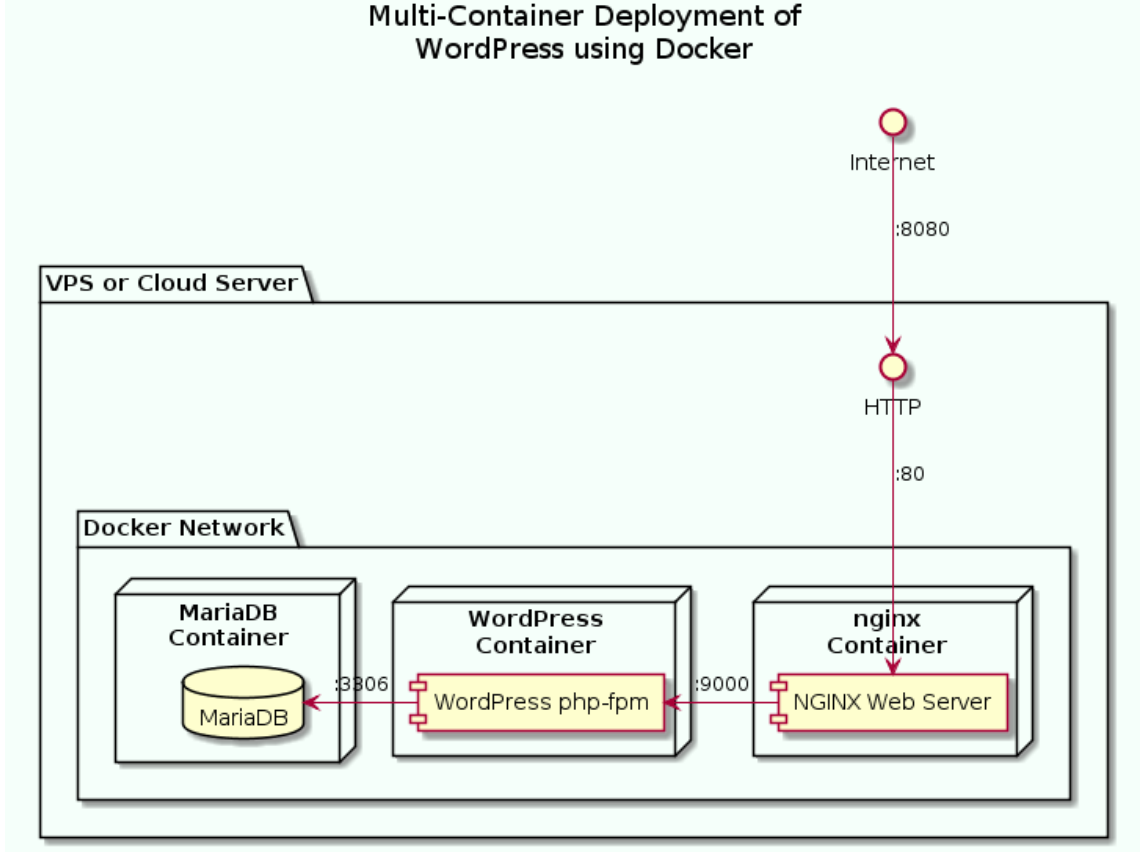 Multi-Container Deployment of
WordPress using Docker
Internet
:8080
VPS or Cloud Server
HTTP
:80
Docker Network
MariaDB
Container
WordPress
Container
nginx
Container
:3306
:9000
MariaDB
WordPress php-fpm
NGINX Web Server